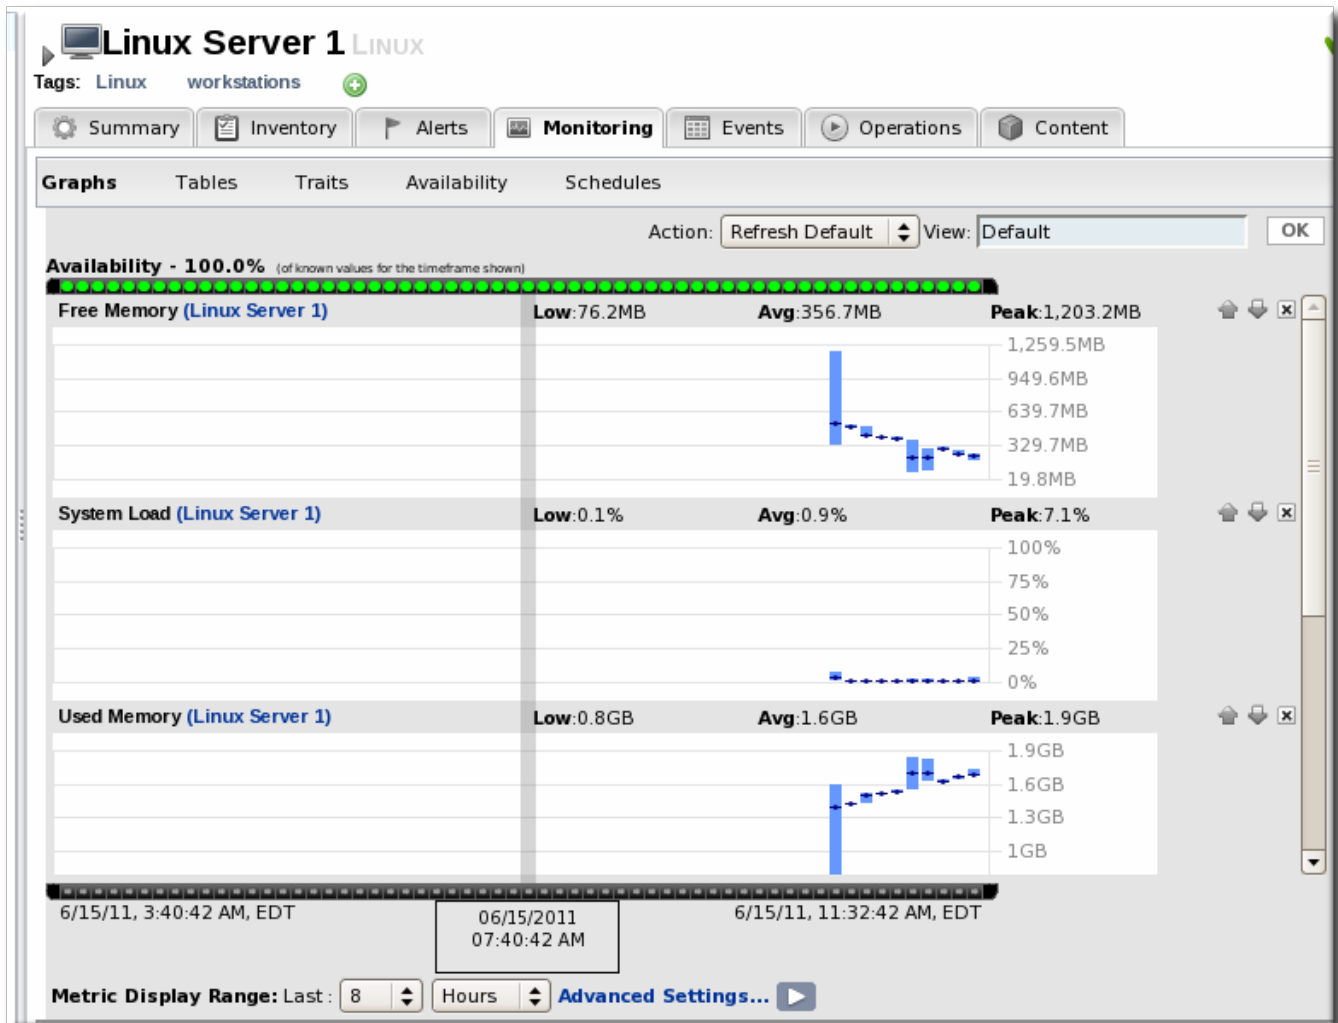 Linux Server 1 LINUX
Tags: Linux workstations
Summary Inventory Alerts Monitoring Events Operations Content
Graphs Tables Traits Availability Schedules
Action: Refresh Default View: Default OK
Availability - 100.0% (of known values for the timeframe shown)
Free Memory (Linux Server 1) Low:76.2MB Avg:356.7MB Peak:1,203.2MB
1,259.5MB
949.6MB
639.7MB
329.7MB
19.8MB
System Load (Linux Server 1) Low:0.1% Avg:0.9% Peak:7.1%
100%
75%
50%
25%
0%
Used Memory (Linux Server 1) Low:0.8GB Avg:1.6GB Peak:1.9GB
1.9GB
1.6GB
1.3GB
1GB
6/15/11, 3:40:42 AM, EDT 6/15/11, 11:32:42 AM, EDT
06/15/2011
07:40:42 AM
Metric Display Range: Last : 8 Hours Advanced Settings...